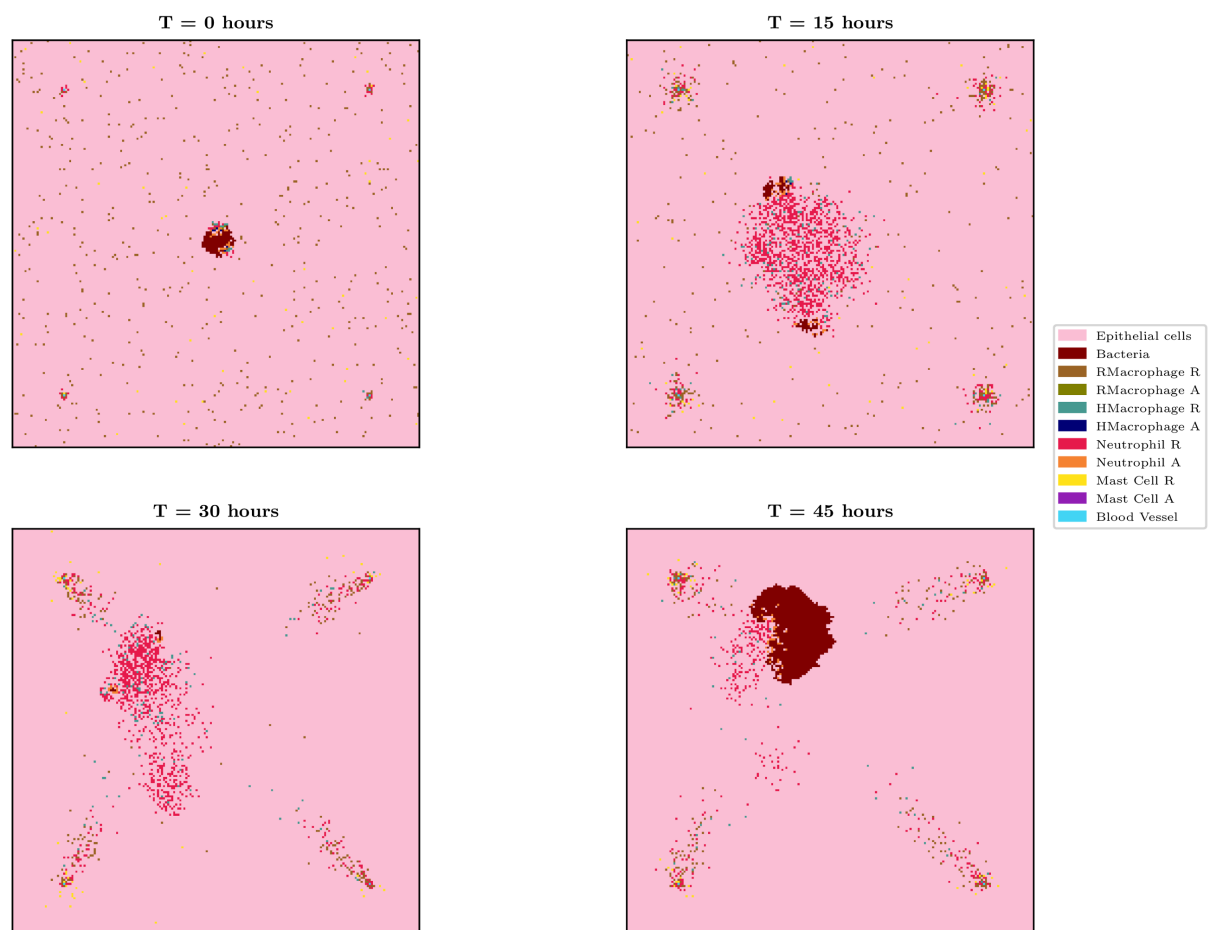 T = 0 hours
T = 15 hours
Epithelial cells
Bacteria
RMacrophage R
RMacrophage A
HMacrophage R
HMacrophage A
Neutrophil R
Neutrophil A
Mast Cell R
Mast Cell A
Blood Vessel
T = 30 hours
T = 45 hours